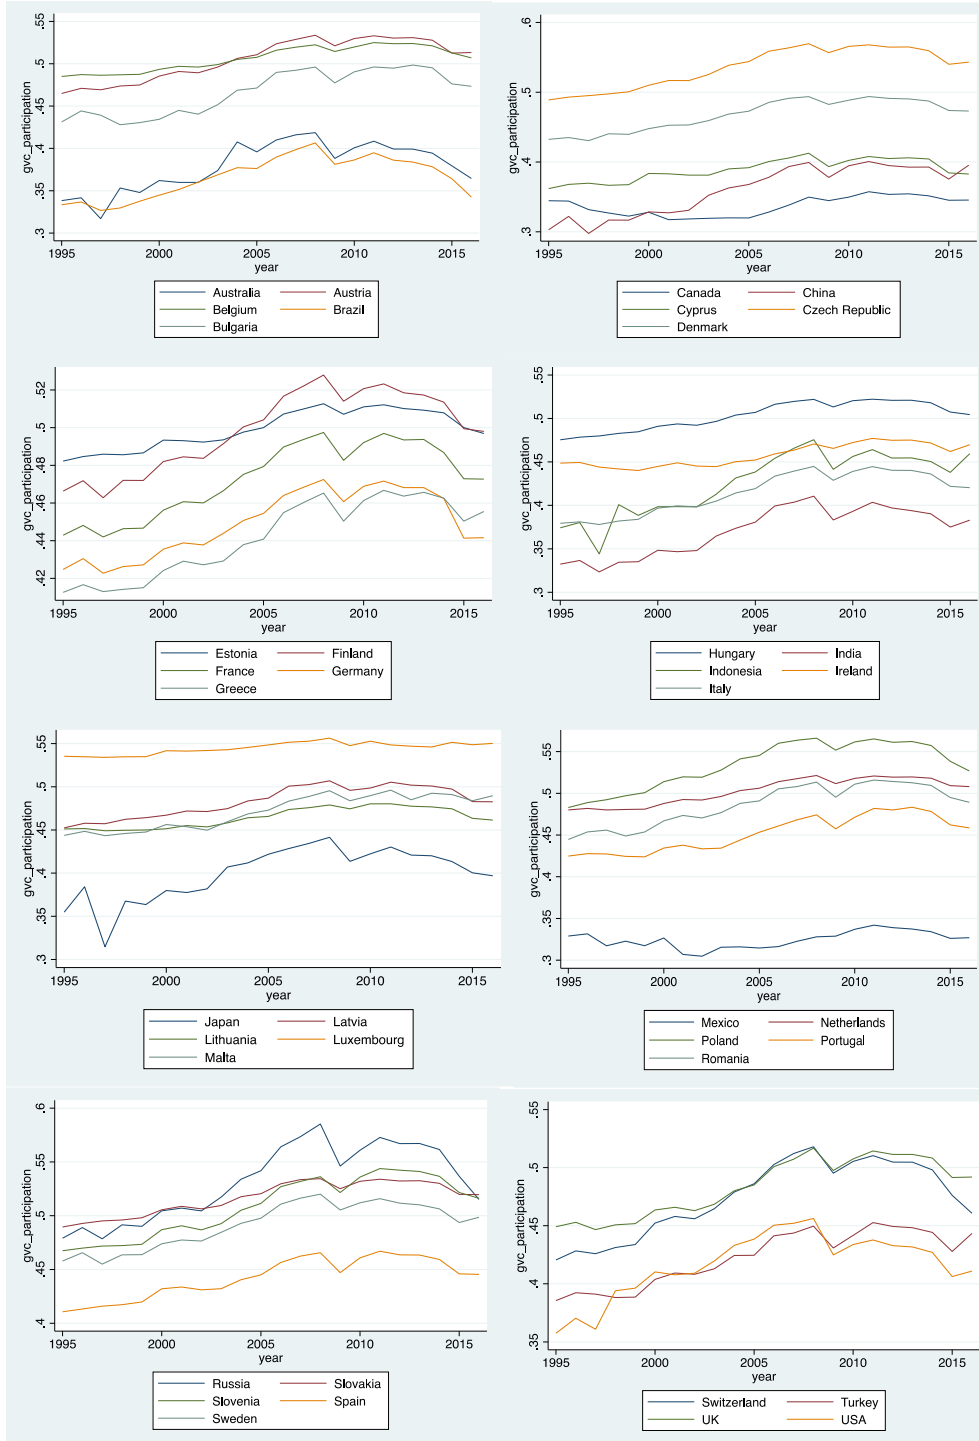 gvc_participation
.55
.5
.45
.4
.35
.3
1995 2000 2005 2010 2015
year
Australia Austria
Belgium Brazil
Bulgaria
gvc_participation
.6
.5
.4
.3
1995 2000 2005 2010 2015
year
Canada China
Cyprus Czech Republic
Denmark
gvc_participation
.52
.5
.48
.46
.44
.42
1995 2000 2005 2010 2015
year
Estonia Finland
France Germany
Greece
gvc_participation
.55
.5
.45
.4
.35
.3
1995 2000 2005 2010 2015
year
Hungary India
Indonesia Ireland
Italy
gvc_participation
.55
.5
.45
.4
.35
.3
1995 2000 2005 2010 2015
year
Japan Latvia
Lithuania Luxembourg
Malta
gvc_participation
.55
.5
.45
.4
.35
.3
1995 2000 2005 2010 2015
year
Mexico Netherlands
Poland Portugal
Romania
gvc_participation
.6
.55
.5
.45
.4
1995 2000 2005 2010 2015
year
Russia Slovakia
Slovenia Spain
Sweden
gvc_participation
.55
.5
.45
.4
.35
1995 2000 2005 2010 2015
year
Switzerland Turkey
UK USA